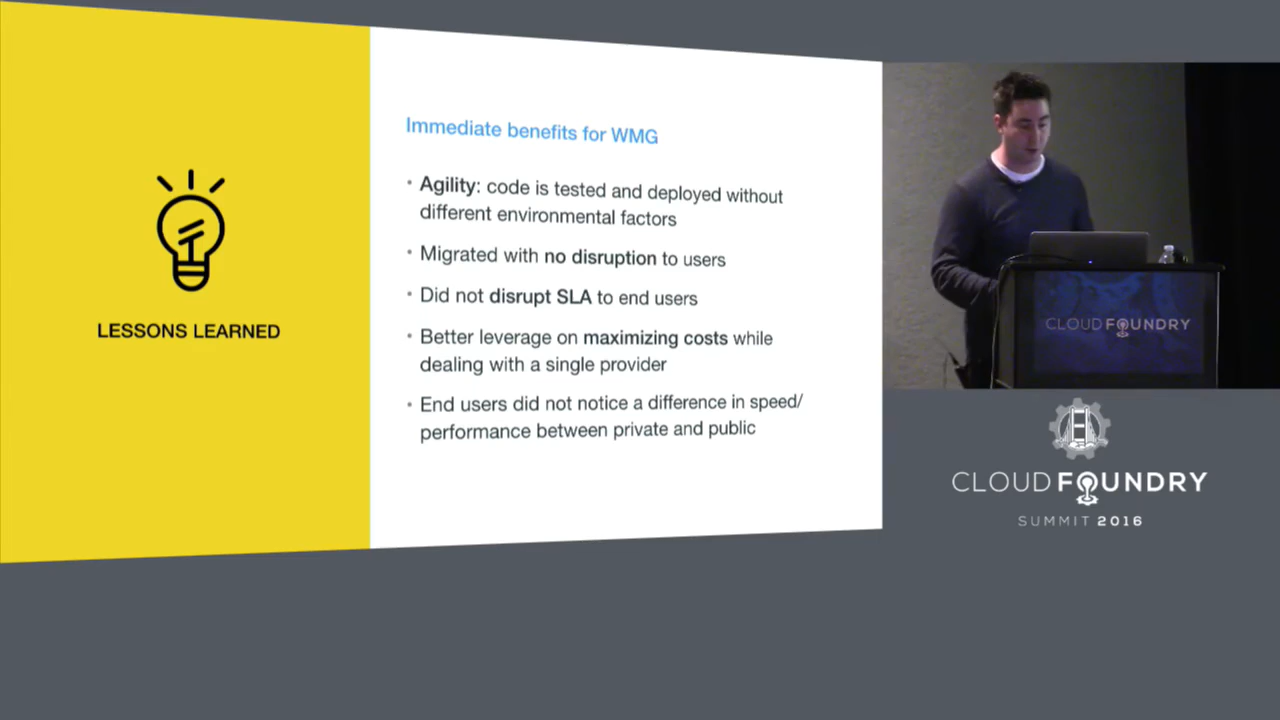 LESSONS LEARNED
Immediate benefits for WMG
• Agility: code is tested and deployed without
different environmental factors
• Migrated with no disruption to users
• Did not disrupt SLA to end users
• Better leverage on maximizing costs while
dealing with a single provider
• End users did not notice a difference in speed/
performance between private and public
CLOUD FOUNDRY
CLOUD FOUNDRY
SUMMIT 2016